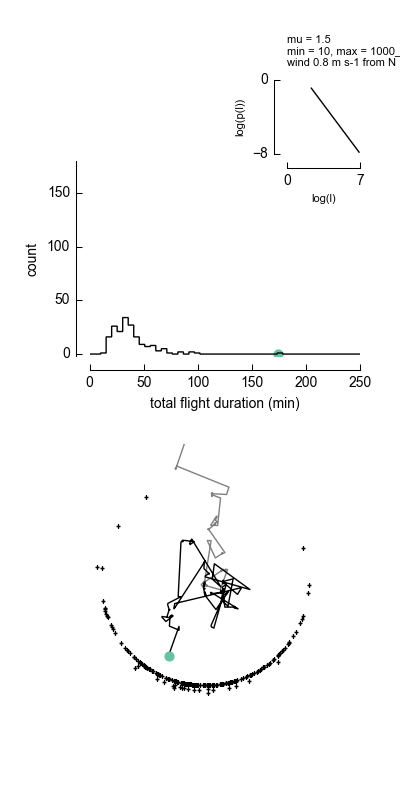 mu = 1.5
min = 10, max = 1000_
wind 0.8 m s-1 from N
0
−8
log(p(l))
0 7
log(l)
150
100
50
0
count
0 50 100 150 200 250
total flight duration (min)